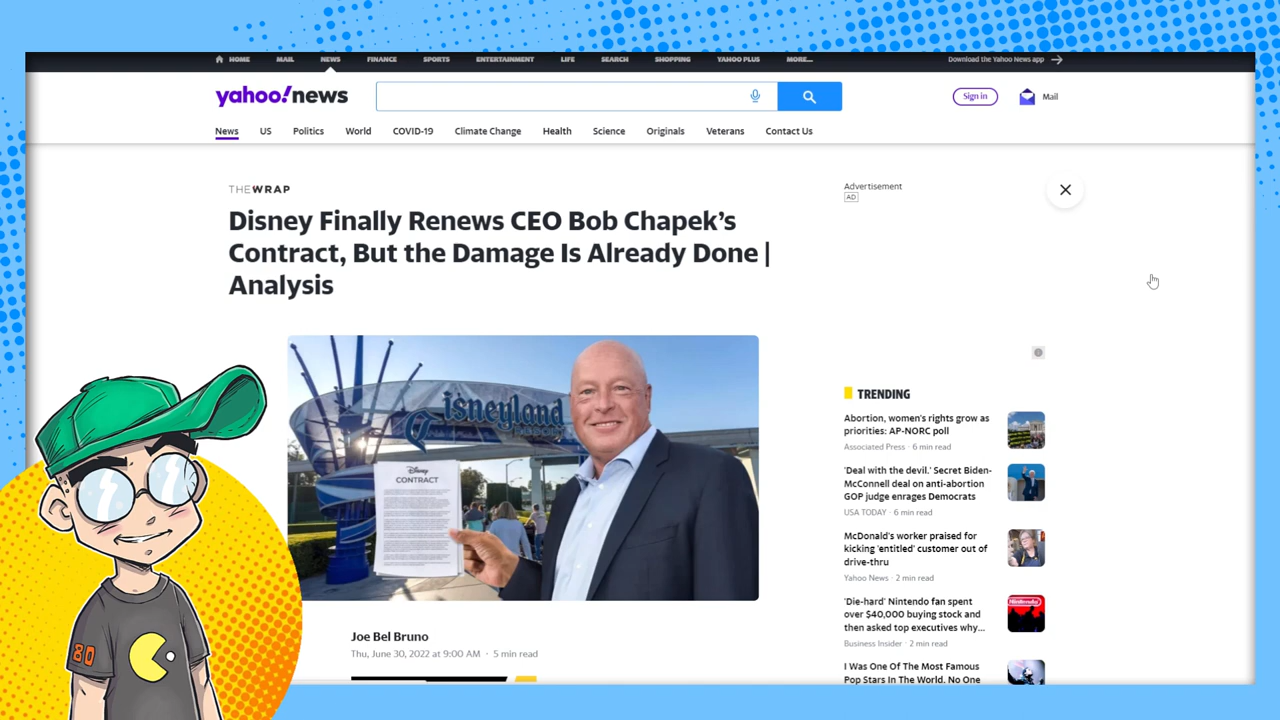 HOME MAIL NEWS FINANCE SPORTS ENTERTAINMENT LIFE SEARCH SHOPPING YAHOO PLUS MORE... Download the Yahoo News app
yahoo!news
Sign in
Mail
News US Politics World COVID-19 Climate Change Health Science Originals Veterans Contact Us
THEWRAP
Disney Finally Renews CEO Bob Chapek's
Contract, But the Damage Is Already Done |
Analysis
isneyland
Disney
CONTRACT
Joe Bel Bruno
Thu, June 30, 2022 at 9:00 AM · 5 min read
Advertisement
AD
TRENDING
Abortion, women's rights grow as
priorities: AP-NORC poll
Associated Press · 6 min read
'Deal with the devil.' Secret Biden-
McConnell deal on anti-abortion
GOP judge enrages Democrats
USA TODAY · 6 min read
McDonald's worker praised for
kicking 'entitled' customer out of
drive-thru
Yahoo News · 2 min read
'Die-hard' Nintendo fan spent
over $40,000 buying stock and
then asked top executives why...
Business Insider · 2 min read
Nintendo
I Was One Of The Most Famous
Pop Stars In The World. No One
80